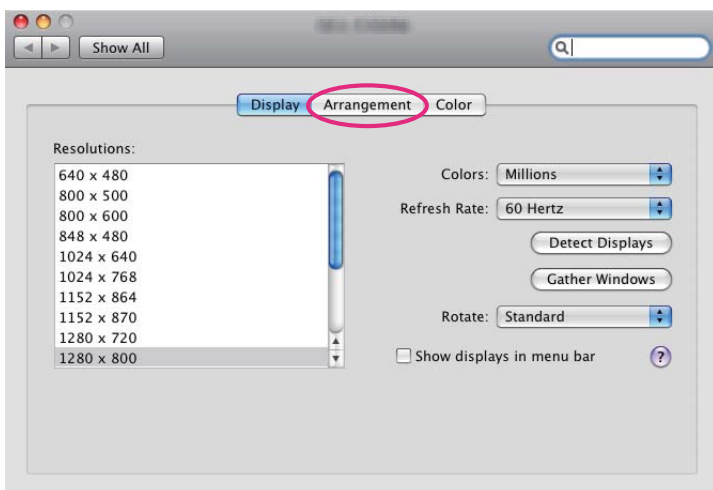 Show All
Display Arrangement Color
Resolutions:
640 x 480
800 x 500
800 x 600
848 x 480
1024 x 640
1024 x 768
1152 x 864
1152 x 870
1280 x 720
1280 x 800
Colors: Millions
Refresh Rate: 60 Hertz
Detect Displays
Gather Windows
Rotate: Standard
Show displays in menu bar ?